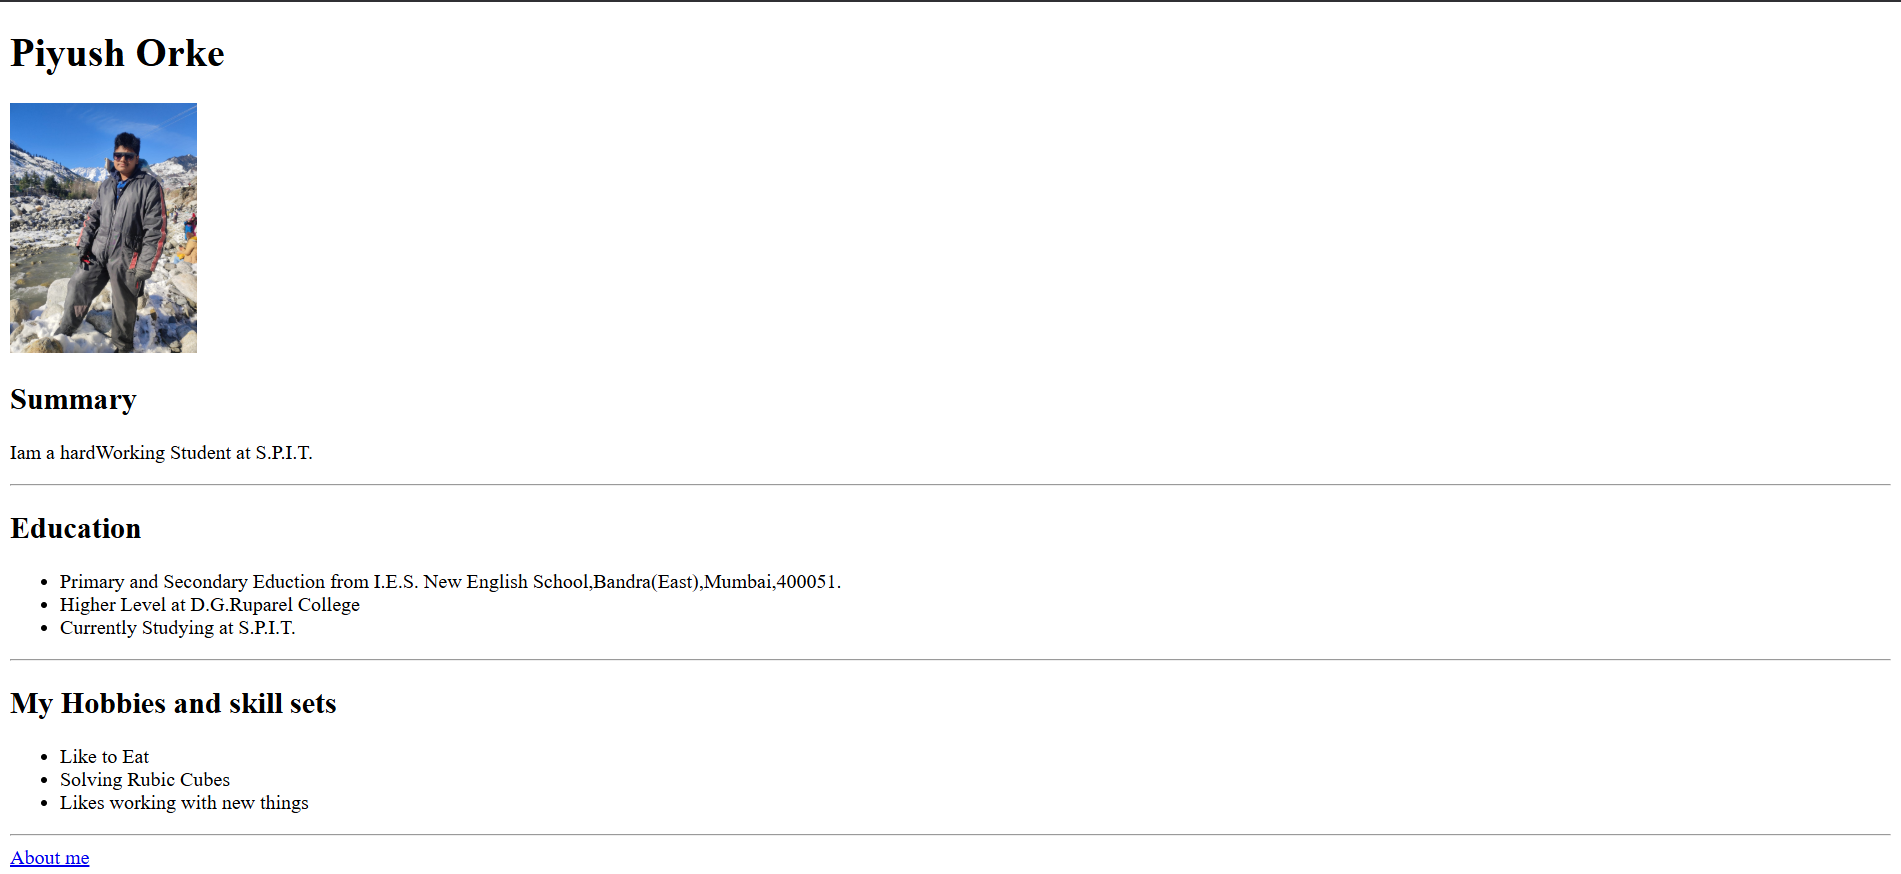 Piyush Orke
Summary
Iam a hardWorking Student at S.P.I.T.
Education
Primary and Secondary Eduction from I.E.S. New English School,Bandra(East),Mumbai,400051.
Higher Level at D.G.Ruparel College
Currently Studying at S.P.I.T.
My Hobbies and skill sets
Like to Eat
Solving Rubic Cubes
Likes working with new things
About me